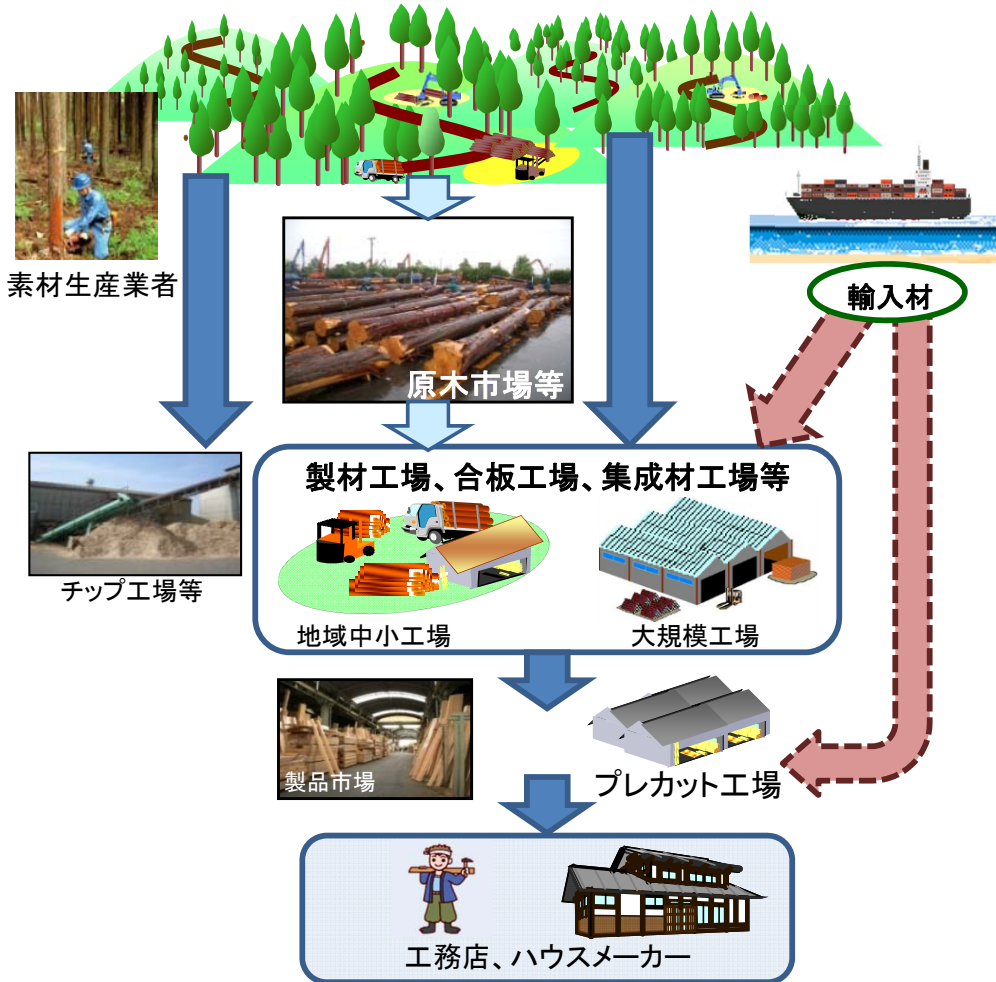 素材生産業者
輸入材
原木市場等
製材工場、合板工場、集成材工場等
チップ工場等
地域中小工場
大規模工場
製品市場
プレカット工場
工務店、ハウスメーカー